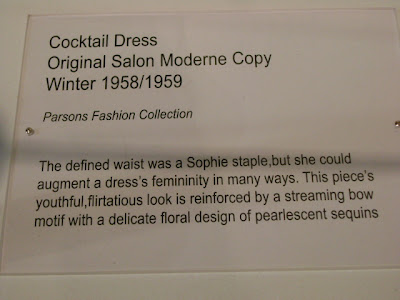 Cocktail Dress
Original Salon Moderne Copy
Winter 1958/1959
Parsons Fashion Collection
The defined waist was a Sophie staple,but she could
augment a dress's femininity in many ways. This piece's
youthful,flirtatious look is reinforced by a streaming bow
motif with a delicate floral design of pearlescent sequins